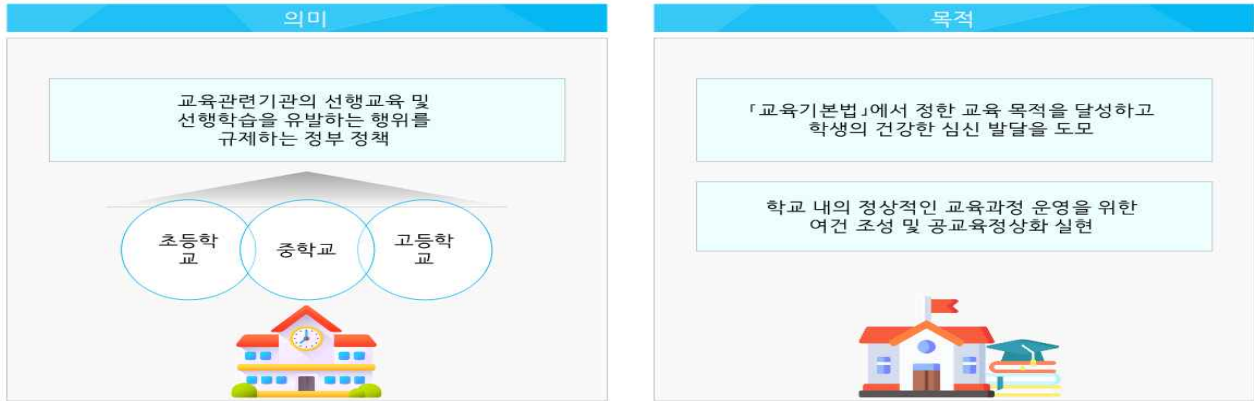 의미
교육관련기관의 선행교육 및
선행학습을 유발하는 행위를
규제하는 정부 정책
초등학
교
중학교
고등학
교
목적
「교육기본법」에서 정한 교육 목적을 달성하고
학생의 건강한 심신 발달을 도모
학교 내의 정상적인 교육과정 운영을 위한
여건 조성 및 공교육정상화 실현